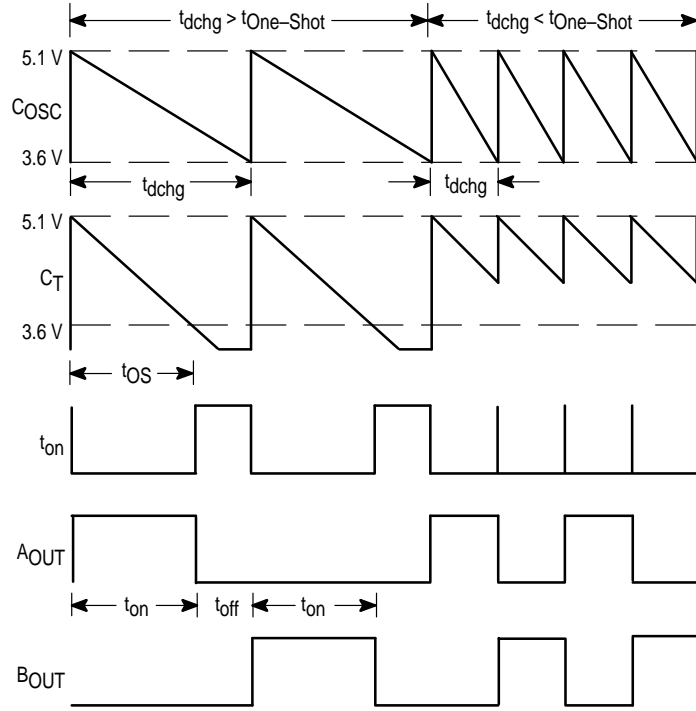 tdchg > tOne–Shot tdchg < tOne–Shot
5.1 V
COSC
3.6 V
tdchg tdchg
5.1 V
CT
3.6 V
tOS
ton
AOUT
ton toff ton
BOUT